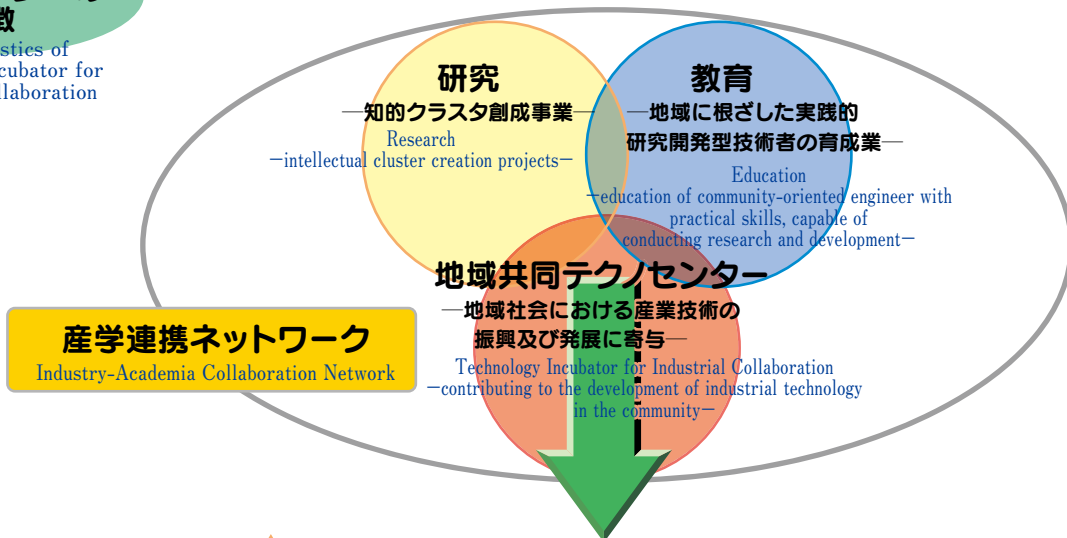 徴
stics of
cubator for
llaboration
研究
―知的クラスタ創成事業―
Research
－intellectual cluster creation projects－
教育
―地域に根ざした実践的
研究開発型技術者の育成業―
Education
－education of community-oriented engineer with
practical skills, capable of
conducting research and development－
地域共同テクノセンター
―地域社会における産業技術の
振興及び発展に寄与―
Technology Incubator for Industrial Collaboration
－contributing to the development of industrial technology
in the community－
産学連携ネットワーク
Industry-Academia Collaboration Network